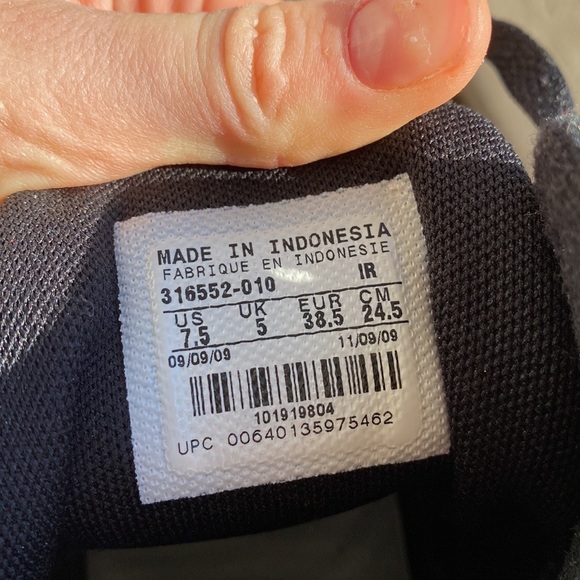 MADE IN INDONESIA
FABRIQUE EN INDONESIE
316552-010 IR
US UK EUR CM
7.5 5 38.5 24.5
09/09/09 11/09/09
101919804
UPC 00640135975462